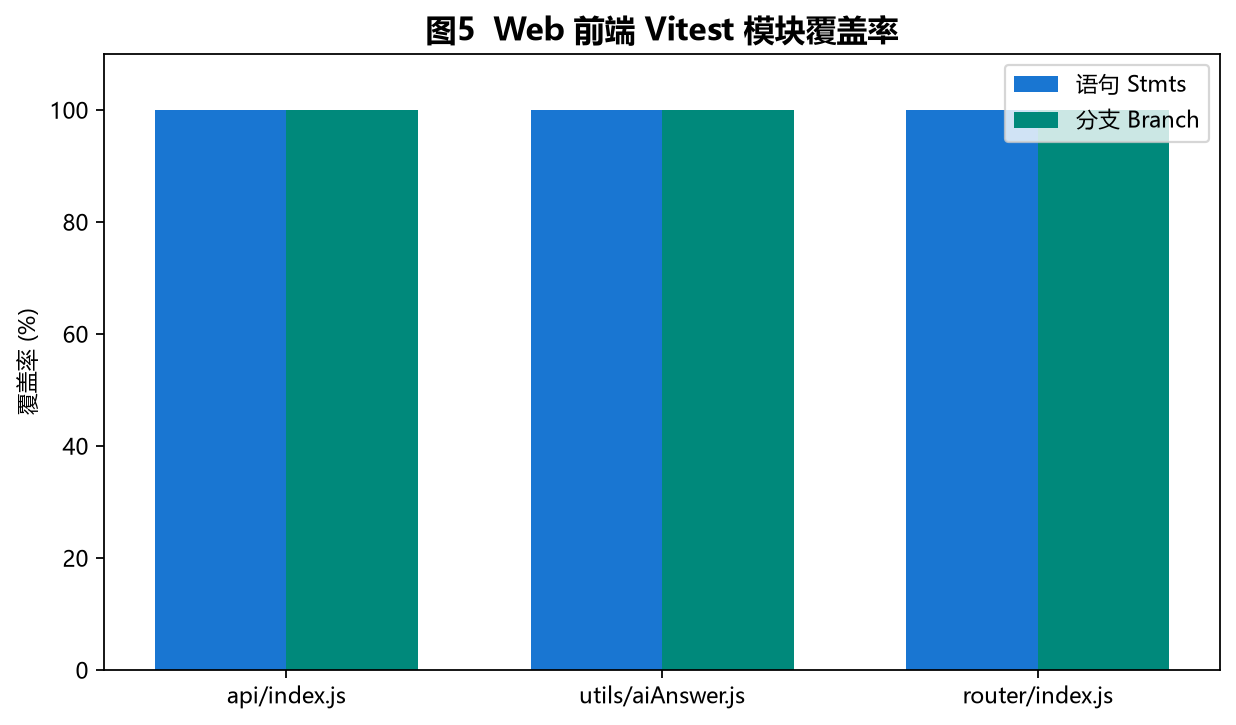 图5  Web 前端 Vitest 模块覆盖率
语句 Stmts
分支 Branch
覆盖率 (%)
100
80
60
40
20
0
api/index.js
utils/aiAnswer.js
router/index.js